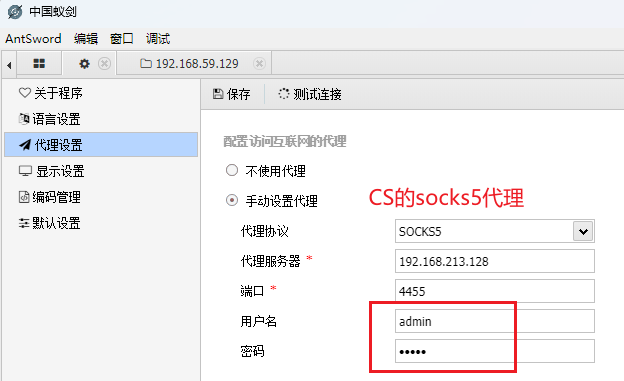 中国蚁剑
AntSword 编辑 窗口 调试
192.168.59.129
关于程序
语言设置
代理设置
显示设置
编码管理
默认设置
保存 测试连接
配置访问互联网的代理
不使用代理
手动设置代理
CS的socks5代理
代理协议 SOCKS5
代理服务器 * 192.168.213.128
端口 * 4455
用户名 admin
密码 •••••